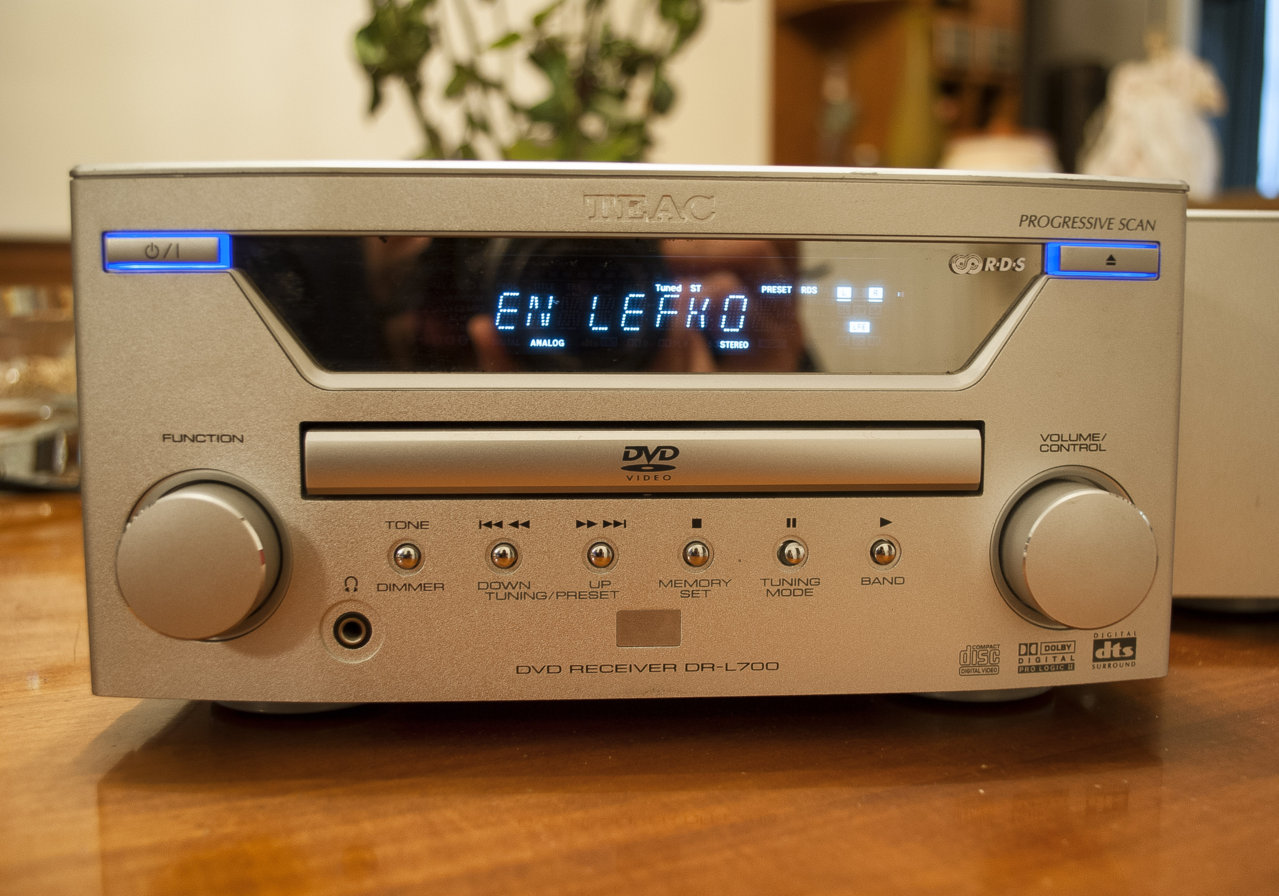 TEAC
PROGRESSIVE SCAN
R·D·S
Tuned ST PRESET RDS L R
EN LEFKO
LFE
ANALOG STEREO
FUNCTION
DVD
VIDEO
VOLUME/
CONTROL
TONE
DIMMER
DOWN UP
TUNING/PRESET
MEMORY
SET
TUNING
MODE
BAND
DVD RECEIVER DR-L700
COMPACT
disc
DIGITAL VIDEO
DOLBY
DIGITAL
PRO LOGIC II
DIGITAL
dts
SURROUND